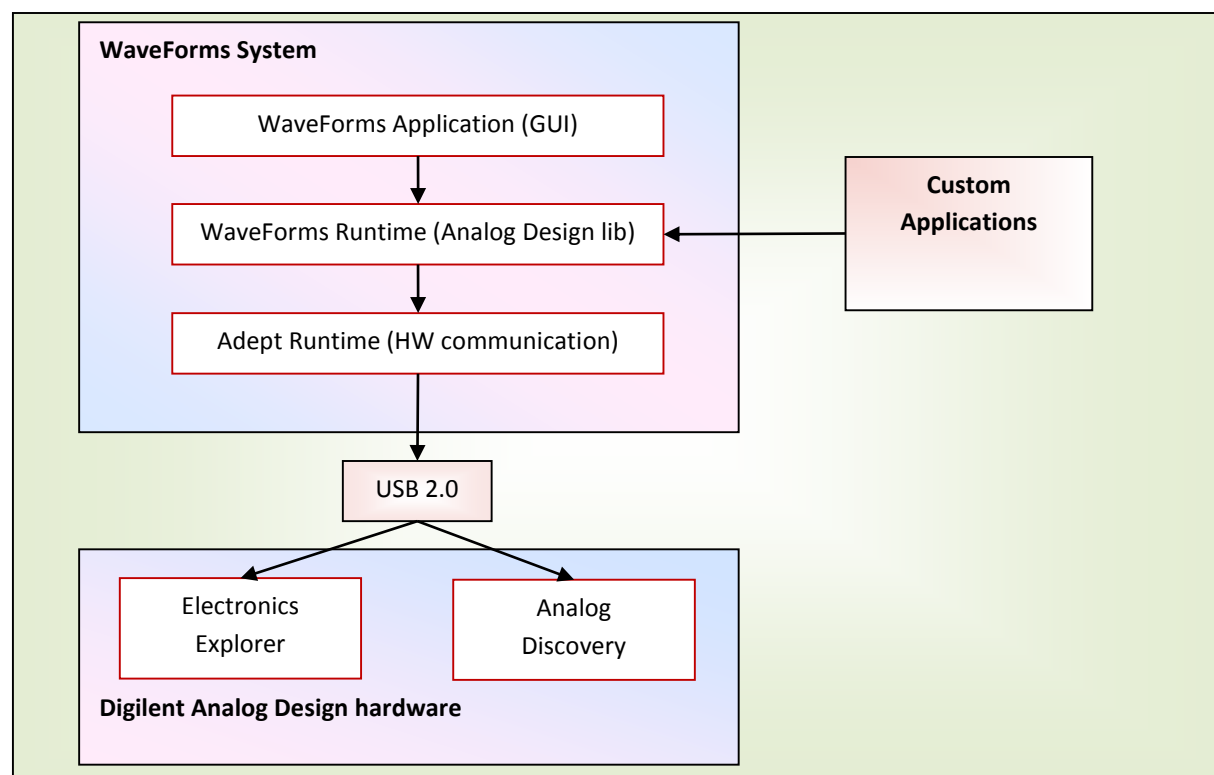 WaveForms System
WaveForms Application (GUI)
WaveForms Runtime (Analog Design lib)
Adept Runtime (HW communication)
Custom
Applications
USB 2.0
Electronics
Explorer
Analog
Discovery
Digilent Analog Design hardware